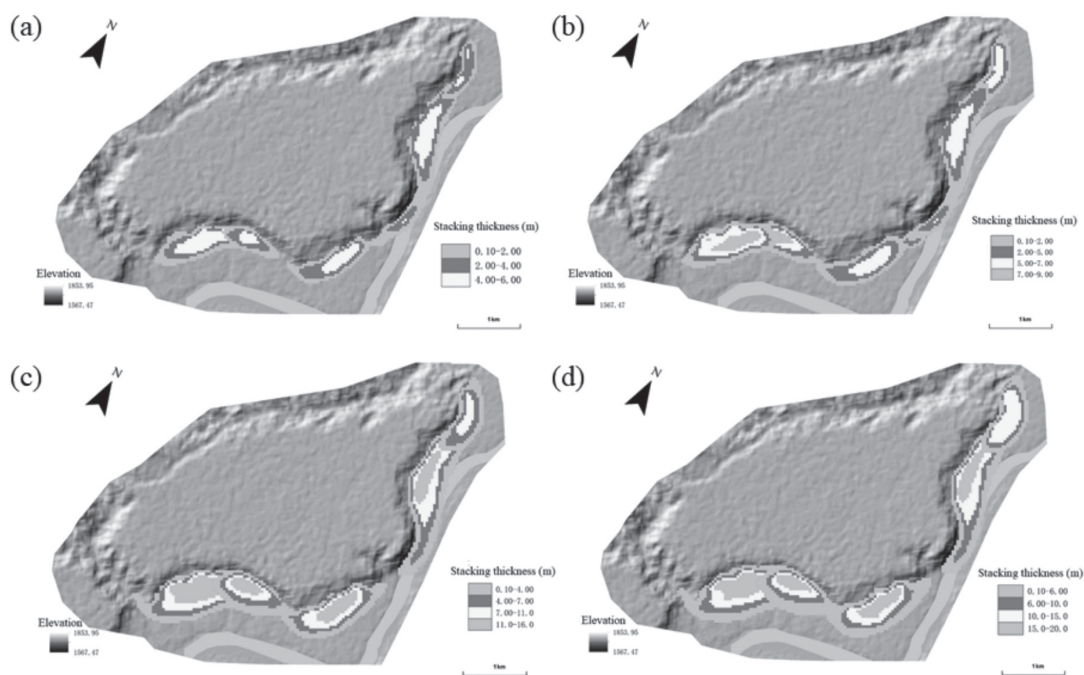 (a)
N
Stacking thickness (m)
0.10-2.00
2.00-4.00
4.00-6.00
Elevation
1853.95
1567.47
1km
(b)
N
Stacking thickness (m)
0.10-2.00
2.00-5.00
5.00-7.00
7.00-9.00
Elevation
1853.95
1567.47
1km
(c)
N
Stacking thickness (m)
0.10-4.00
4.00-7.00
7.00-11.0
11.0-16.0
Elevation
1853.95
1567.47
1km
(d)
N
Stacking thickness (m)
0.10-6.00
6.00-10.0
10.0-15.0
15.0-20.0
Elevation
1853.95
1567.47
1km